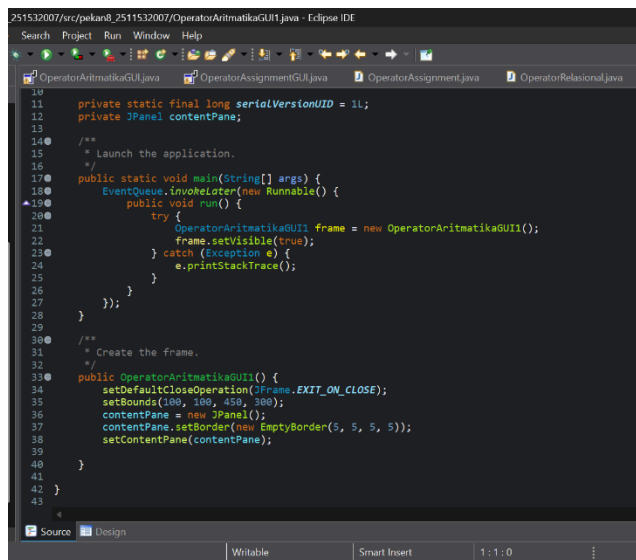 _251532007/src/pekan8_2511532007/OperatorAritmatikaGUI1.java - Eclipse IDE
Search Project Run Window Help
OperatorAritmatikaGUI.java OperatorAssignmentGUI.java OperatorAssignment.java OperatorRelasional.java
10
11 private static final long serialVersionUID = 1L;
12 private JPanel contentPane;
13
14 /**
15 * Launch the application.
16 */
17 public static void main(String[] args) {
18 EventQueue.invokeLater(new Runnable() {
19 public void run() {
20 try {
21 OperatorAritmatikaGUI1 frame = new OperatorAritmatikaGUI1();
22 frame.setVisible(true);
23 } catch (Exception e) {
24 e.printStackTrace();
25 }
26 }
27 });
28 }
29
30 /**
31 * Create the frame.
32 */
33 public OperatorAritmatikaGUI1() {
34 setDefaultCloseOperation(JFrame.EXIT_ON_CLOSE);
35 setBounds(100, 100, 450, 300);
36 contentPane = new JPanel();
37 contentPane.setBorder(new EmptyBorder(5, 5, 5, 5));
38 setContentPane(contentPane);
39
40 }
41
42 }
43
Source Design
Writable Smart Insert 1 : 1 : 0